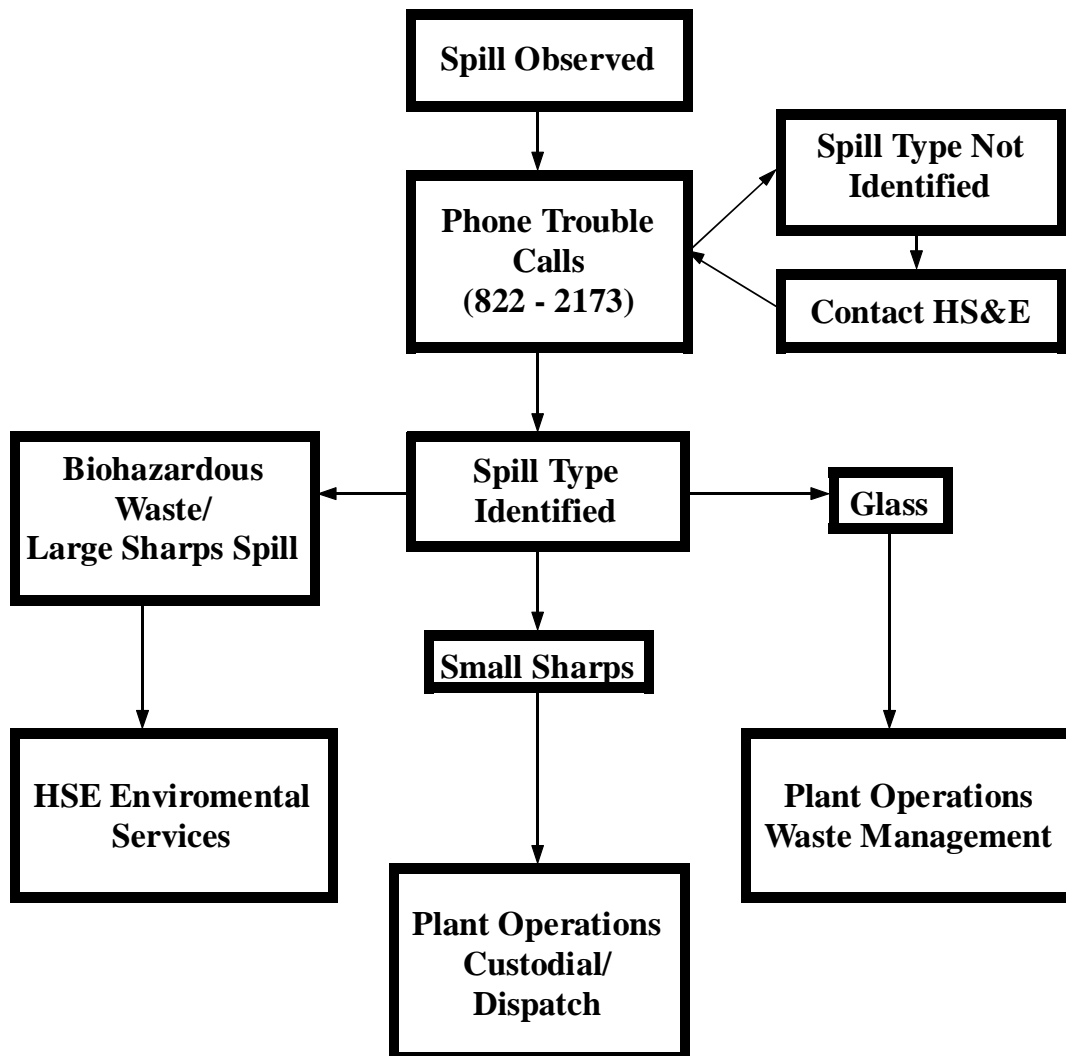 Spill Observed
Spill Type Not
Identified
Phone Trouble
Calls
(822 - 2173)
Contact HS&E
Biohazardous
Waste/
Large Sharps Spill
Spill Type
Identified
Glass
Small Sharps
HSE Enviromental
Services
Plant Operations
Waste Management
Plant Operations
Custodial/
Dispatch